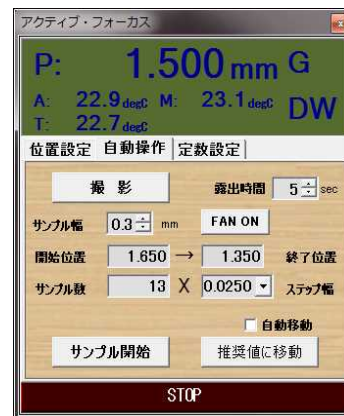 アクティブ・フォーカス
P: 1.500 mm G
A: 22.9 degC M: 23.1 degC DW
T: 22.7 degC
位置設定 自動操作 定数設定
撮 影 露出時間 5 sec
サンプル幅 0.3 mm FAN ON
開始位置 1.650 → 1.350 終了位置
サンプル数 13 X 0.0250 ステップ幅
自動移動
サンプル開始 推奨値に移動
STOP